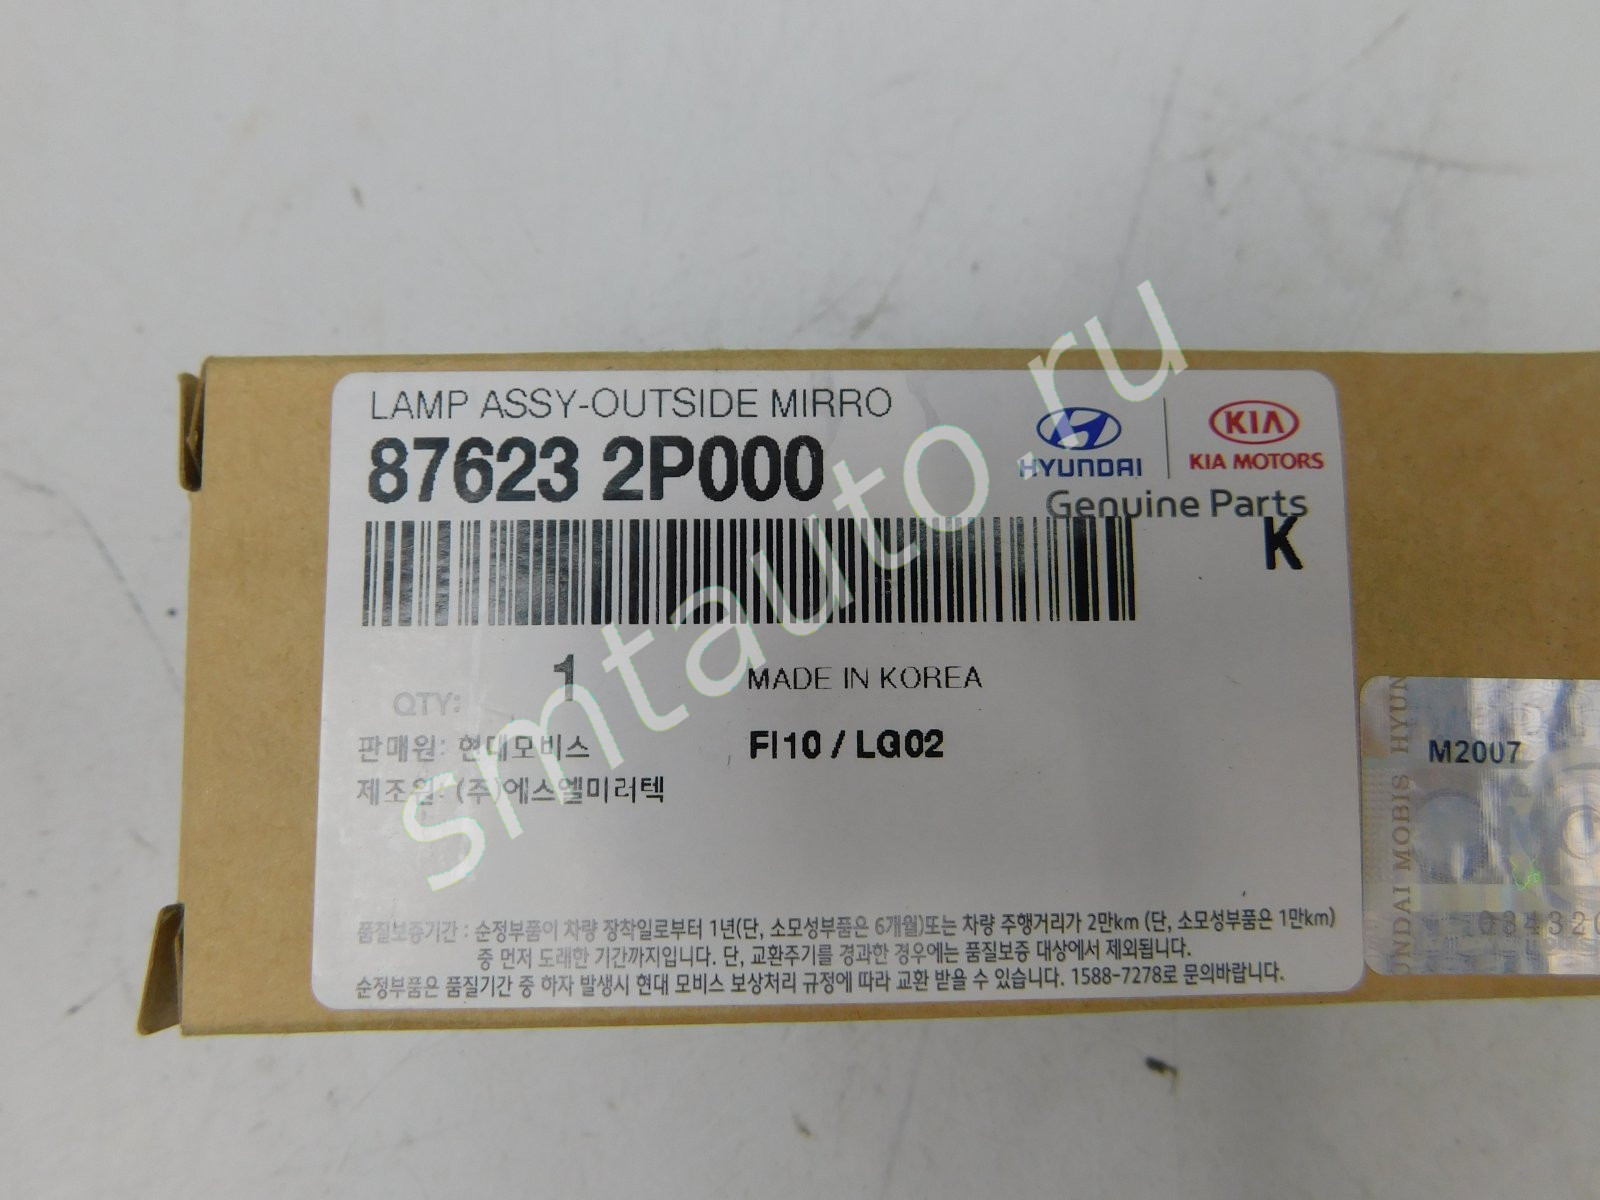 LAMP ASSY-OUTSIDE MIRRO
87623 2P000
HYUNDAI
KIA
KIA MOTORS
Genuine Parts
K
QTY: 1
MADE IN KOREA
판매원: 현대모비스
FI10 / LG02
제조원: (주)에스엘미러텍
품질보증기간 : 순정부품이 차량 장착일로부터 1년(단, 소모성부품은 6개월)또는 차량 주행거리가 2만km (단, 소모성부품은 1만km)
중 먼저 도래한 기간까지입니다. 단, 교환주기를 경과한 경우에는 품질보증 대상에서 제외됩니다.
순정부품은 품질기간 중 하자 발생시 현대 모비스 보상처리 규정에 따라 교환 받을 수 있습니다. 1588-7278로 문의바랍니다.
M2007
HYUN
UNDAI MOBIS
smtauto.ru